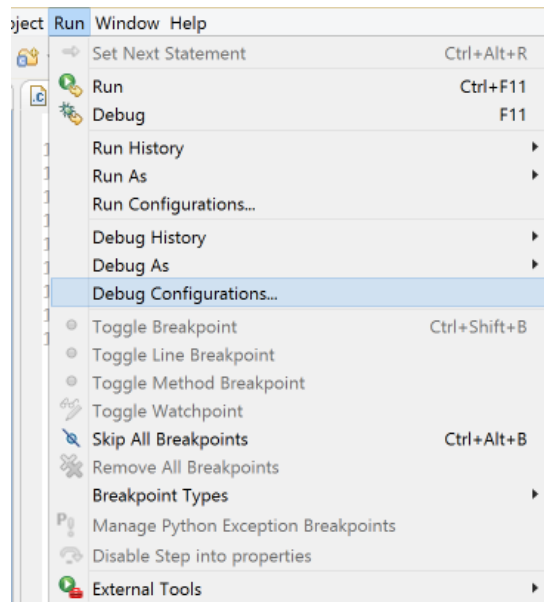 oject Run Window Help
Set Next Statement Ctrl+Alt+R
.c Run Ctrl+F11
Debug F11
Run History
Run As
Run Configurations...
Debug History
Debug As
Debug Configurations...
Toggle Breakpoint Ctrl+Shift+B
Toggle Line Breakpoint
Toggle Method Breakpoint
Toggle Watchpoint
Skip All Breakpoints Ctrl+Alt+B
Remove All Breakpoints
Breakpoint Types
Manage Python Exception Breakpoints
Disable Step into properties
External Tools